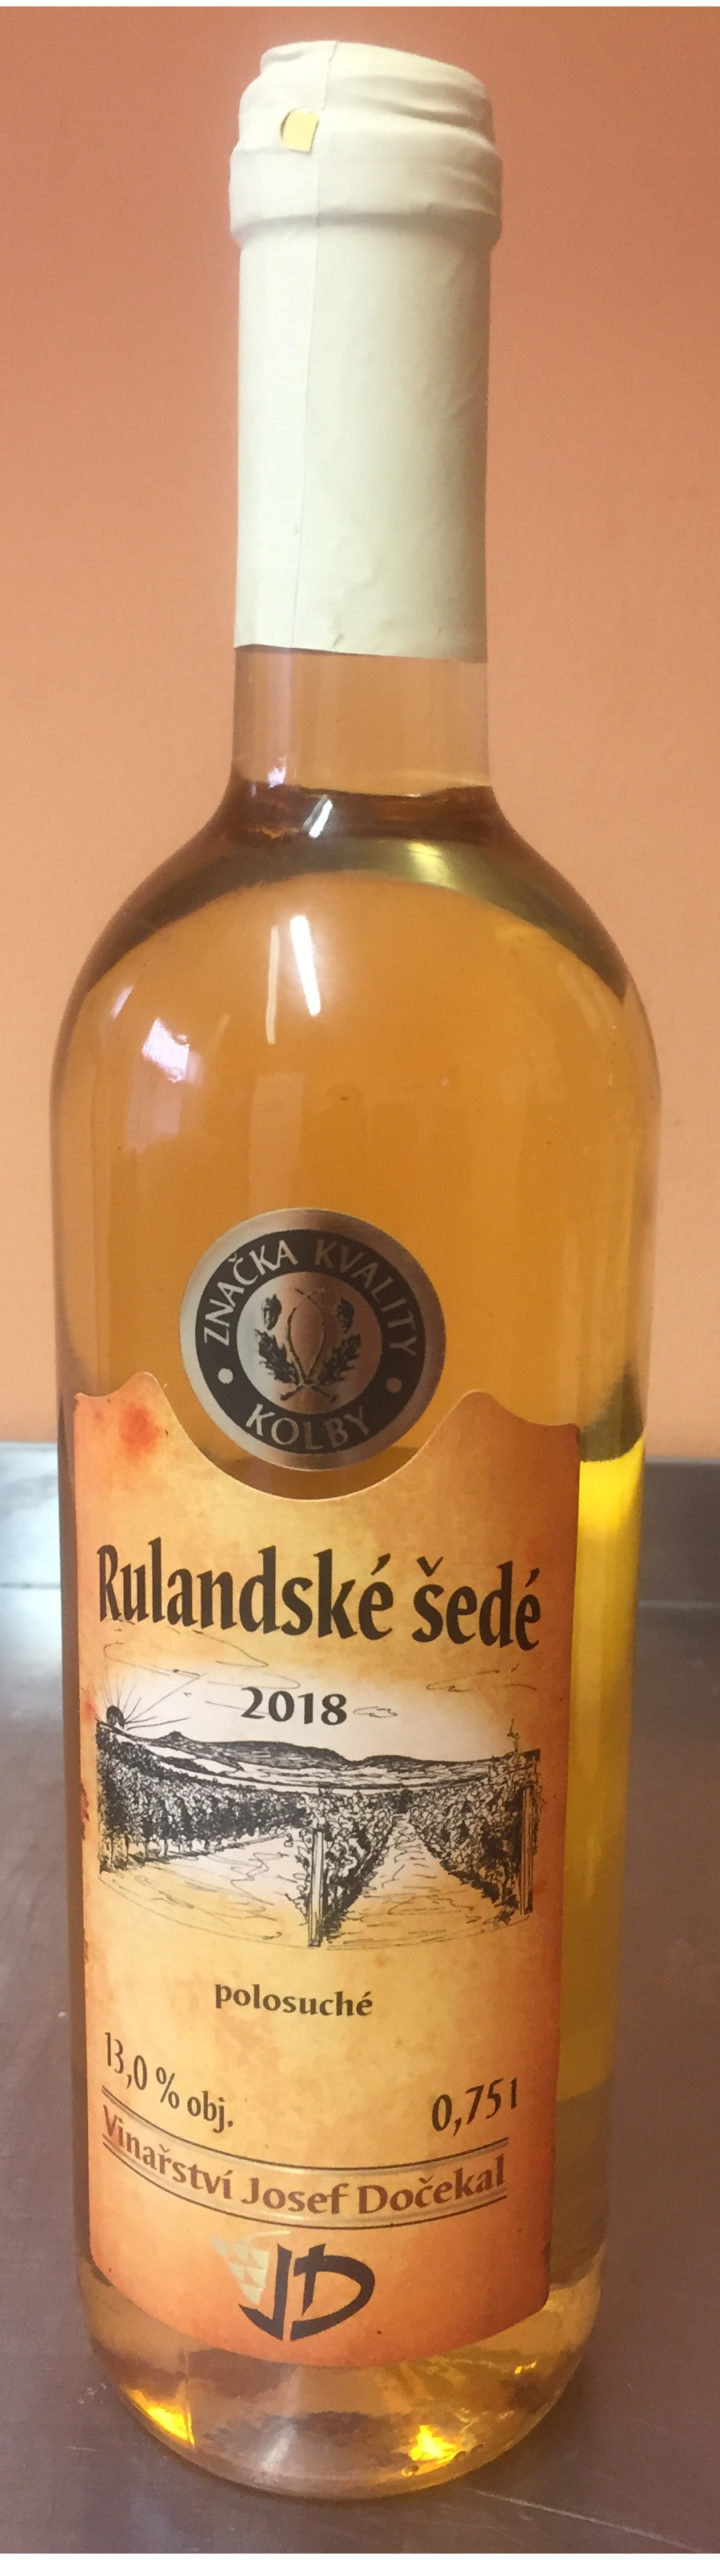 ZNAČKA KVALITY
KOLBY
Rulandské šedé
2018
polosuché
13,0 % obj.
0,75 l
Vinařství Josef Dočekal
JD